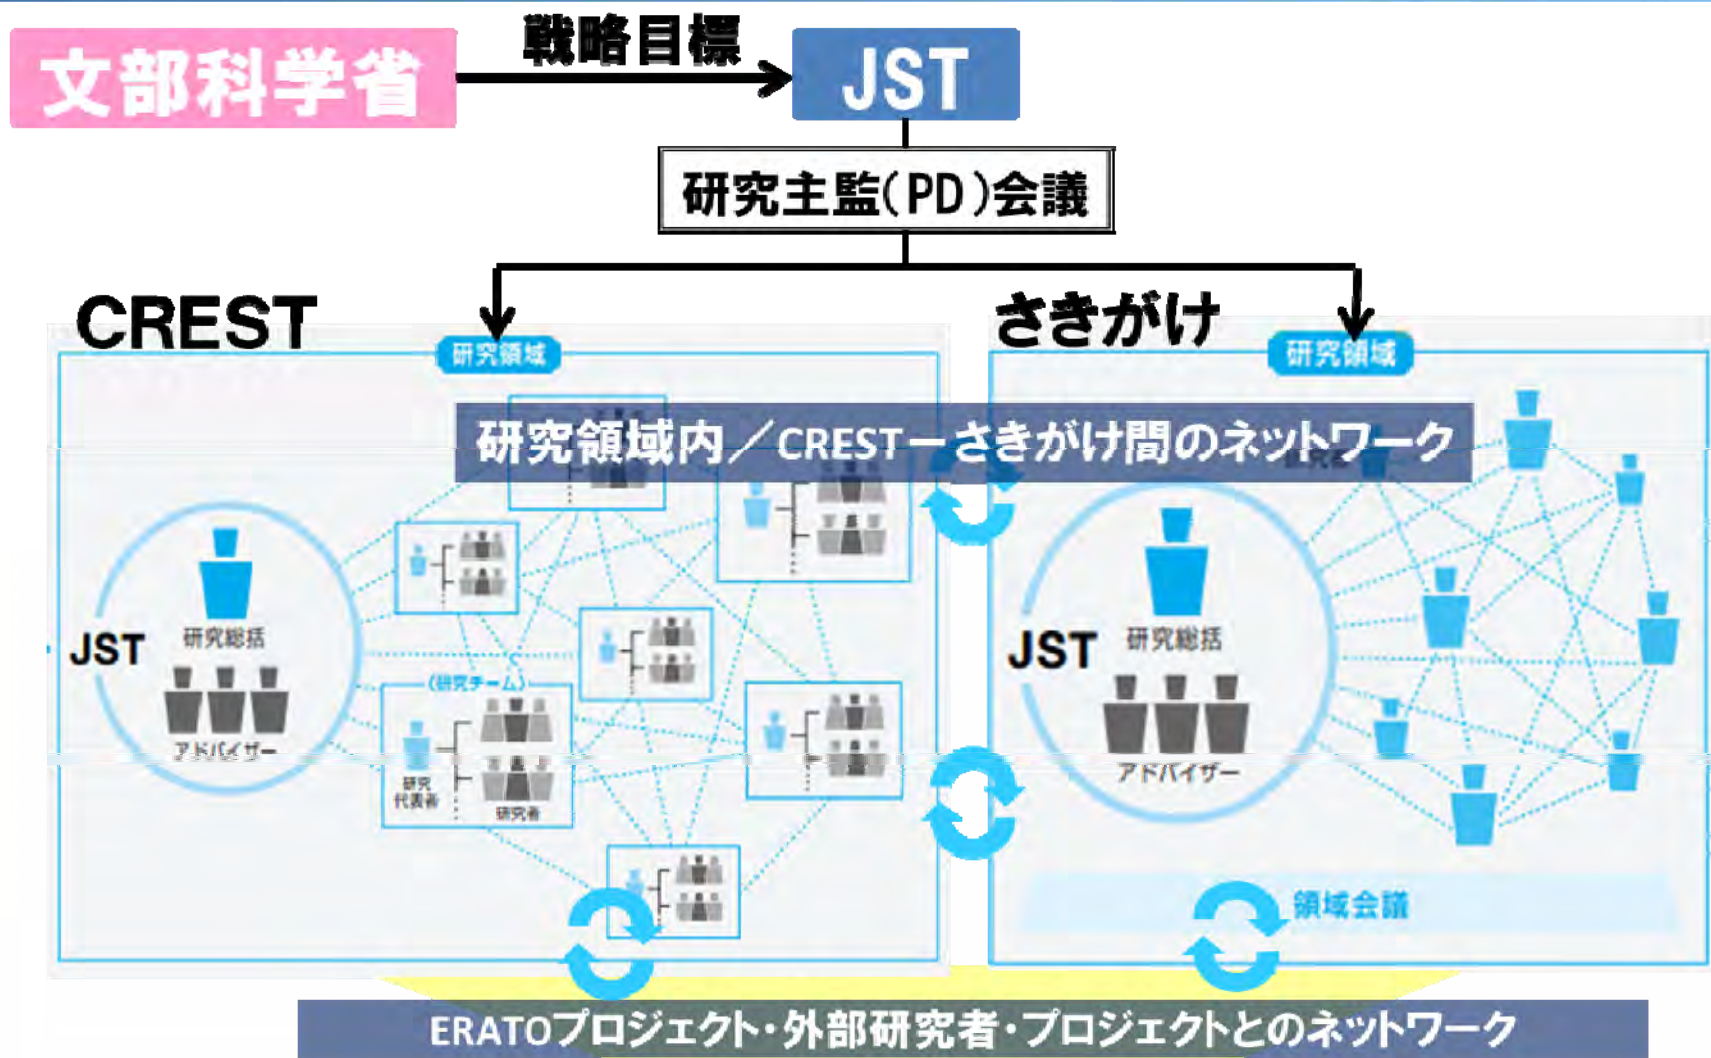 文部科学省
戦略目標
JST
研究主監(PD)会議
CREST
研究領域
さきがけ
研究領域
研究領域内／CRESTーさきがけ間のネットワーク
JST
研究総括
アドバイザー
(研究チーム)
研究
代表者
研究者
JST
研究総括
アドバイザー
領域会議
ERATOプロジェクト・外部研究者・プロジェクトとのネットワーク